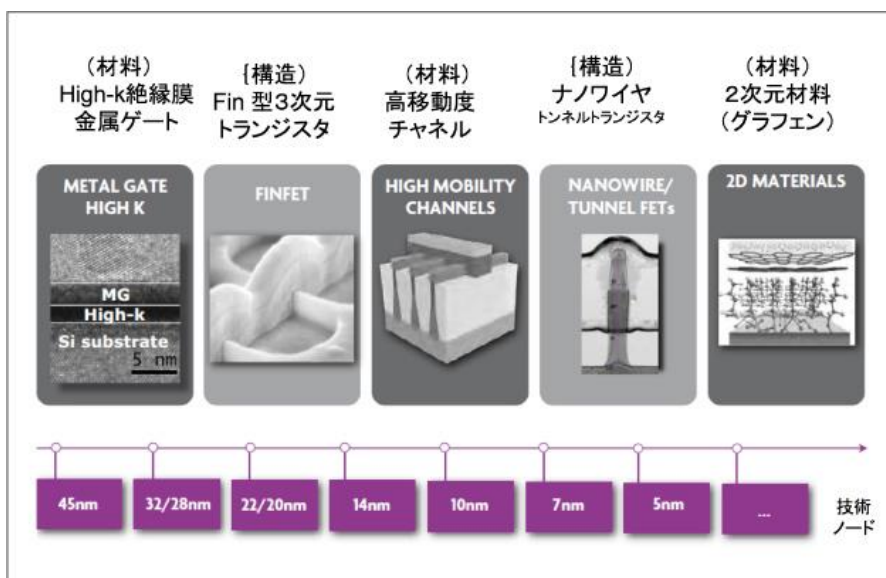 （材料）
High-k絶縁膜
金属ゲート
{構造）
Fin 型３次元
トランジスタ
（材料）
高移動度
チャネル
{構造）
ナノワイヤ
トンネルトランジスタ
（材料）
２次元材料
（グラフェン）
METAL GATE
HIGH K
MG
High-k
Si substrate
5 nm
FINFET
HIGH MOBILITY
CHANNELS
NANOWIRE/
TUNNEL FETs
2D MATERIALS
45nm
32/28nm
22/20nm
14nm
10nm
7nm
5nm
...
技術
ノード